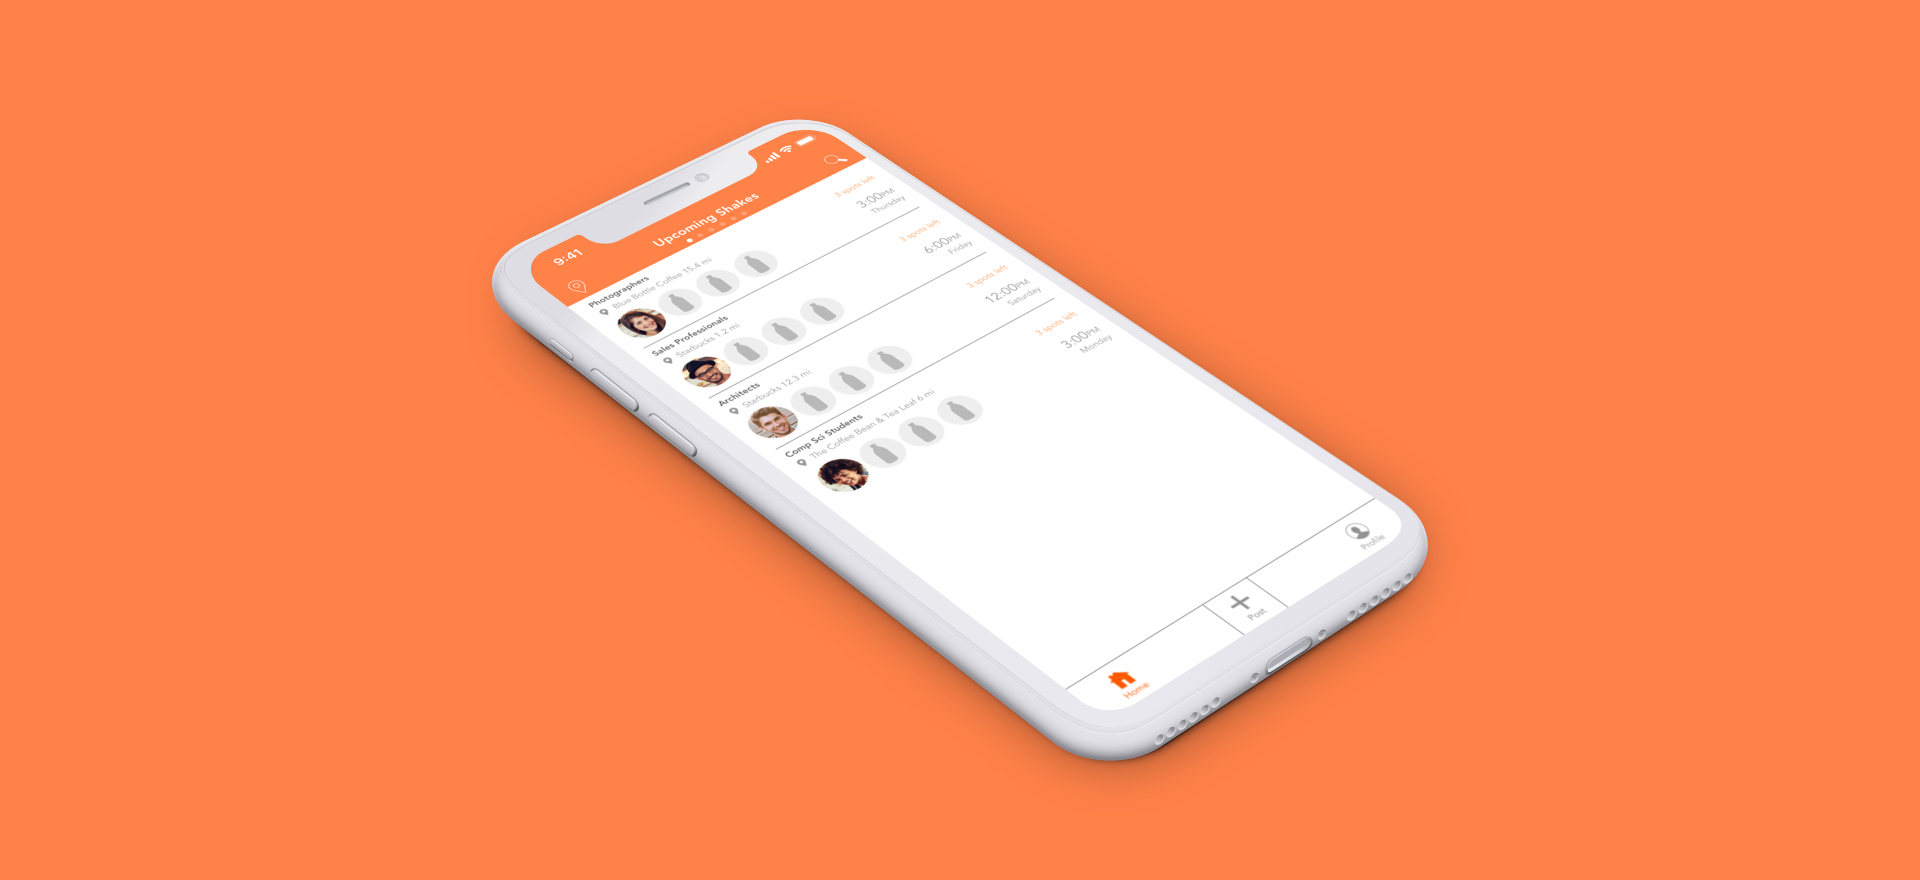 9:41
Upcoming Shakes
Photographers
Blue Bottle Coffee 15.4 mi
3 spots left
3:00PM
Thursday
Sales Professionals
Starbucks 1.2 mi
3 spots left
6:00PM
Friday
Architects
Starbucks 12.3 mi
3 spots left
12:00PM
Saturday
Comp Sci Students
The Coffee Bean & Tea Leaf 6 mi
3 spots left
3:00PM
Monday
Home
Post
Profile